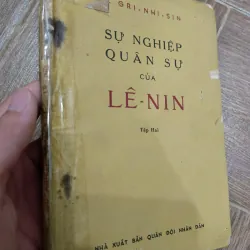 GRI-NHI-SIN
SỰ NGHIỆP
QUÂN SỰ
CỦA
LÊ-NIN
Tập Hai
NHÀ XUẤT BẢN QUÂN ĐỘI NHÂN DÂN